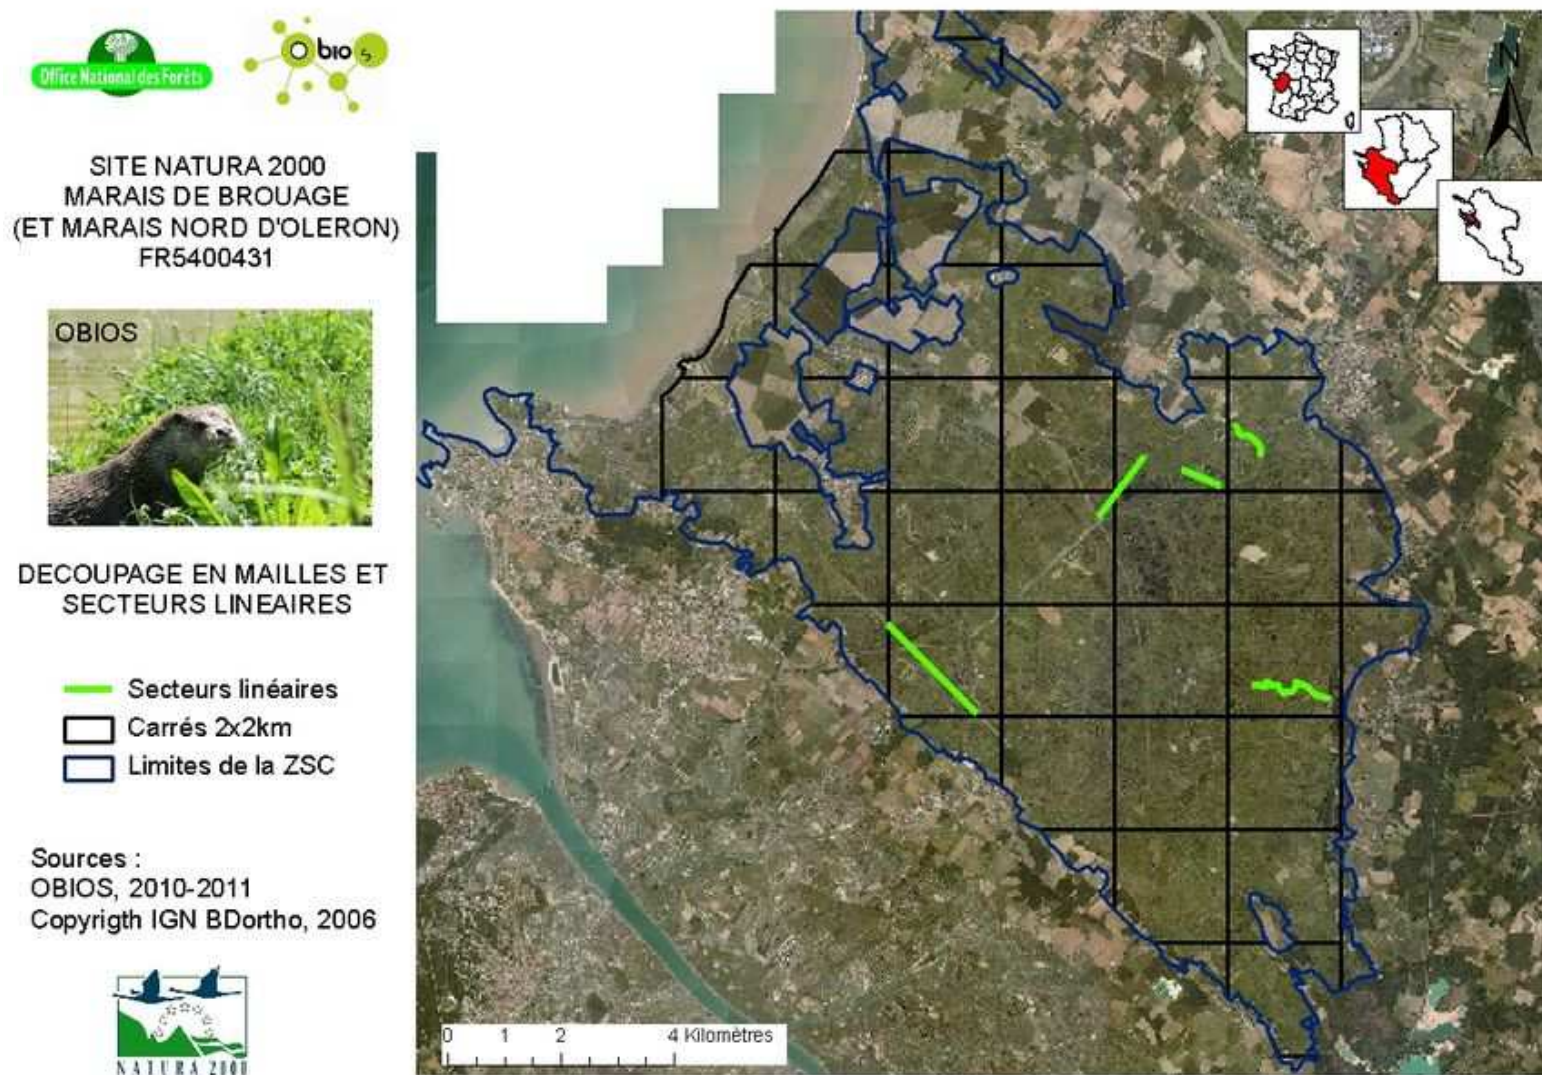 Office National des Forêts
Obios
SITE NATURA 2000
MARAIS DE BROUAGE
(ET MARAIS NORD D'OLERON)
FR5400431
OBIOS
DECOUPAGE EN MAILLES ET
SECTEURS LINEAIRES
Secteurs linéaires
Carrés 2x2km
Limites de la ZSC
Sources :
OBIOS, 2010-2011
Copyrigth IGN BDortho, 2006
NATURA 2000
N
0 1 2 4 Kilomètres